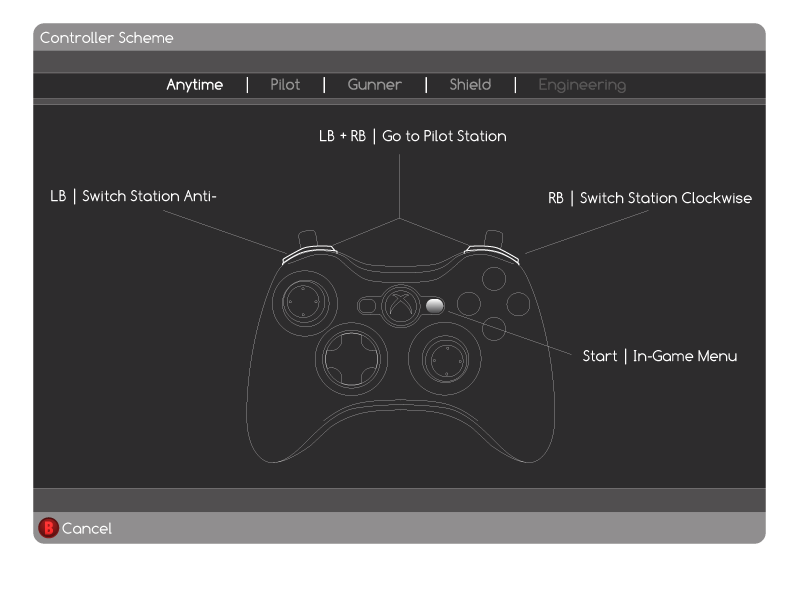 Controller Scheme
Anytime | Pilot | Gunner | Shield | Engineering
LB + RB | Go to Pilot Station
LB | Switch Station Anti-
RB | Switch Station Clockwise
Start | In-Game Menu
B Cancel